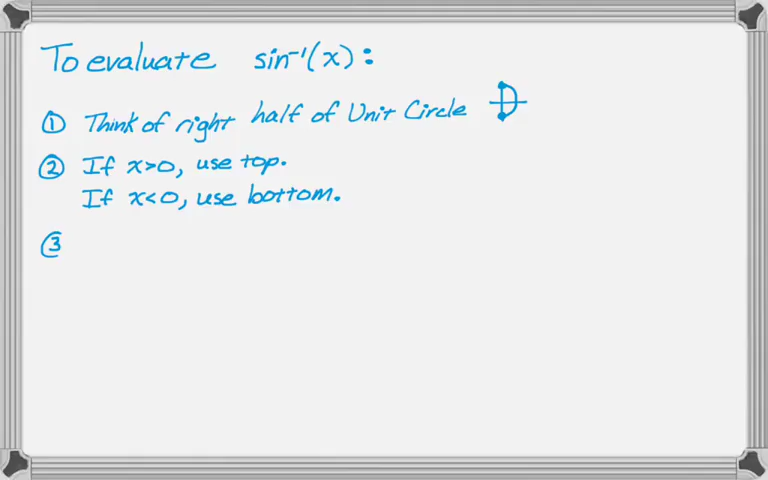 To evaluate sin⁻¹(x):
① Think of right half of Unit Circle
② If x>0, use top.
If x<0, use bottom.
③